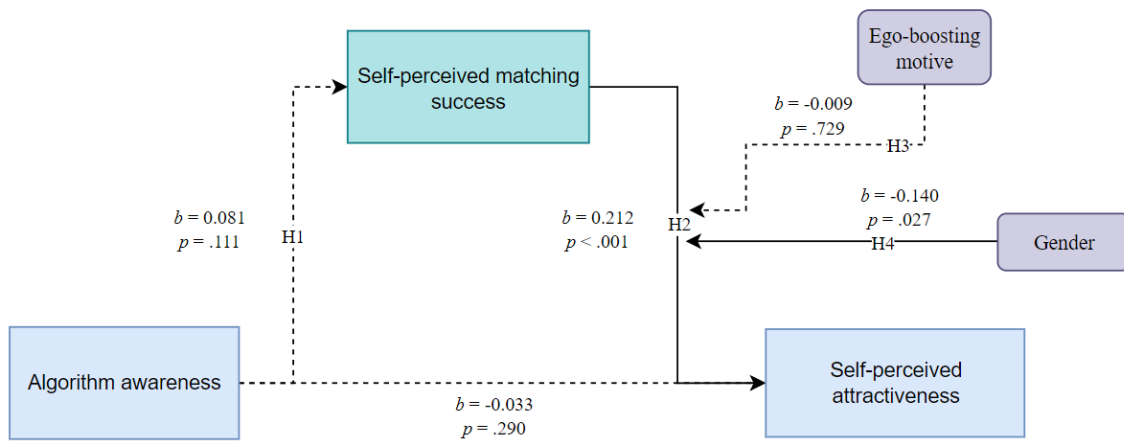 Ego-boosting
motive
Self-perceived matching
success
b = -0.009
p = .729
H3
b = 0.081
p = .111
H1
b = 0.212
p < .001
H2
b = -0.140
p = .027
H4
Gender
Algorithm awareness
Self-perceived
attractiveness
b = -0.033
p = .290